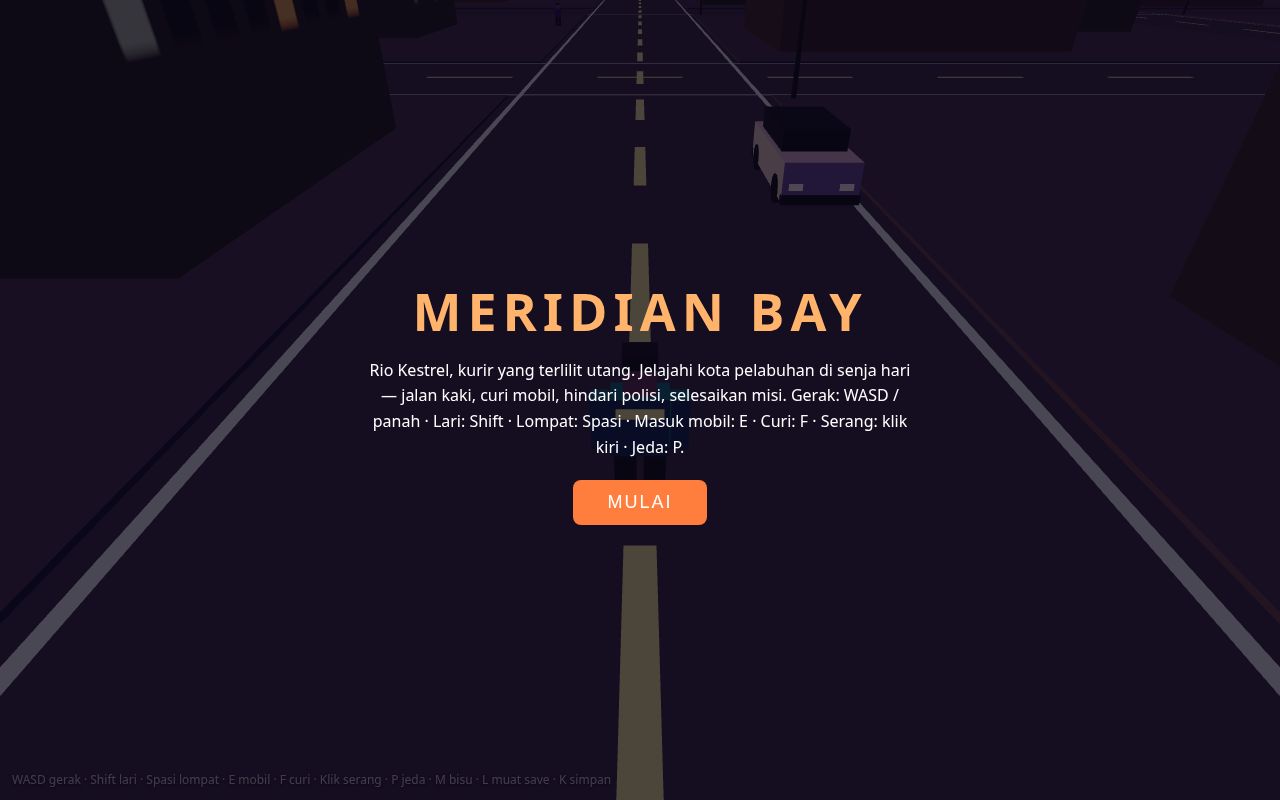 MERIDIAN BAY
Rio Kestrel, kurir yang terlilit utang. Jelajahi kota pelabuhan di senja hari
— jalan kaki, curi mobil, hindari polisi, selesaikan misi. Gerak: WASD /
panah · Lari: Shift · Lompat: Spasi · Masuk mobil: E · Curi: F · Serang: klik
kiri · Jeda: P.
MULAI
WASD gerak · Shift lari · Spasi lompat · E mobil · F curi · Klik serang · P jeda · M bisu · L muat save · K simpan